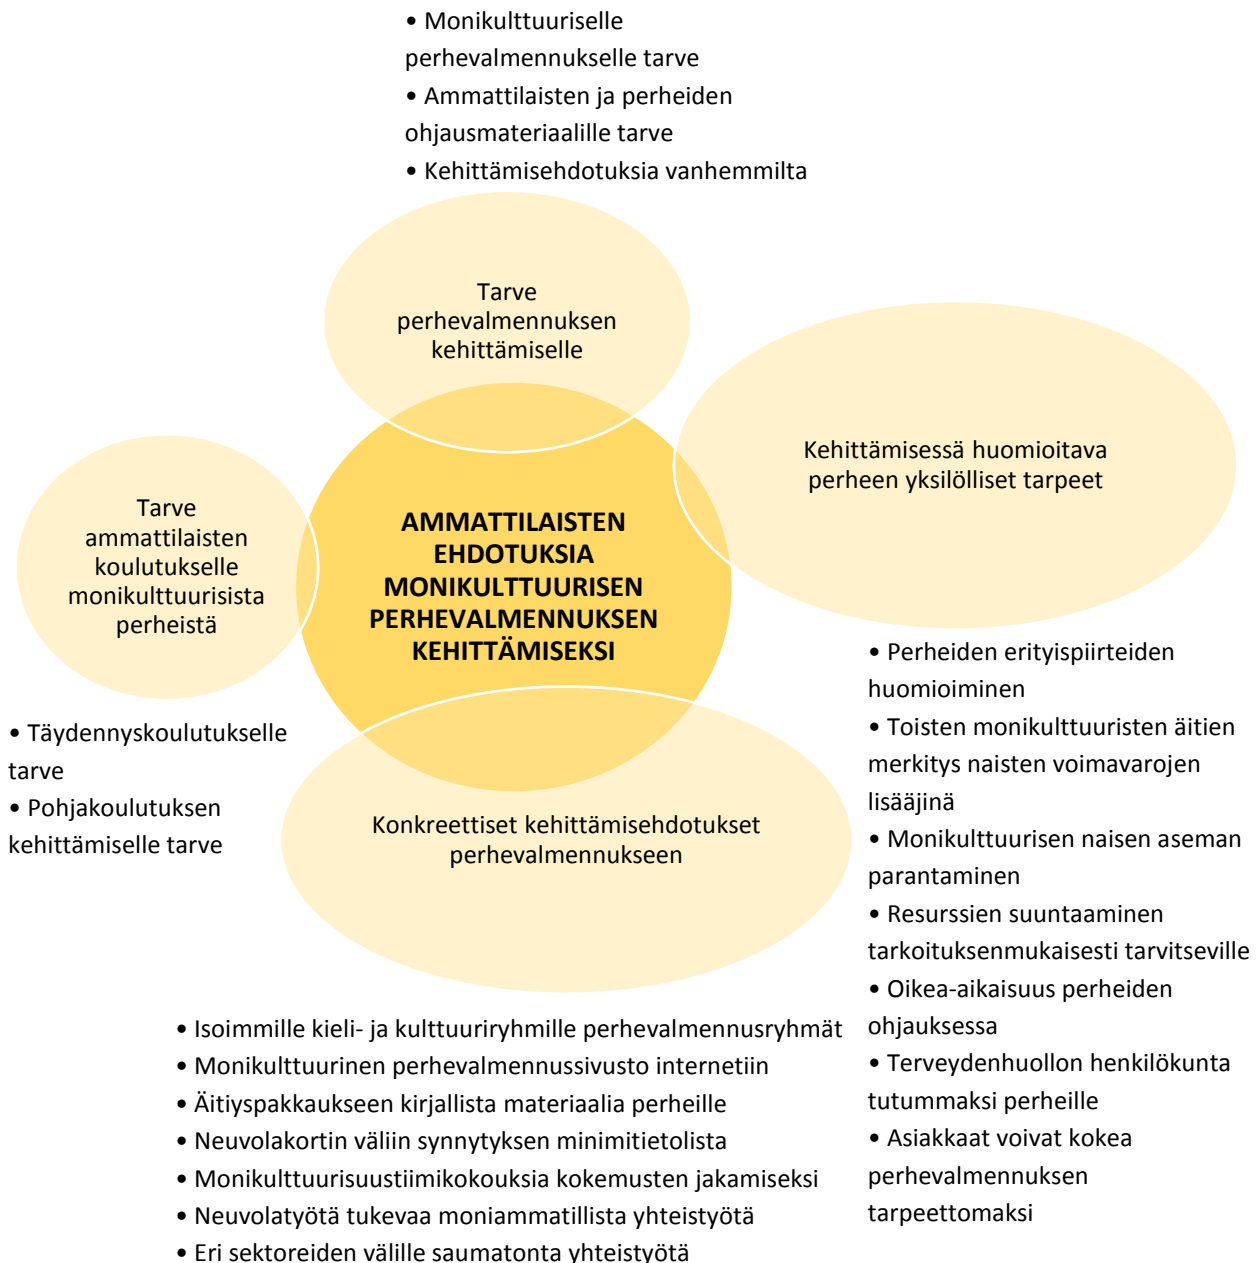 • Monikulttuuriselle
perhevalmennukselle tarve
• Ammattilaisten ja perheiden
ohjausmateriaalille tarve
• Kehittämisehdotuksia vanhemmilta
Tarve
perhevalmennuksen
kehittämiselle
Kehittämisessä huomioitava
perheen yksilölliset tarpeet
Tarve
ammattilaisten
koulutukselle
monikulttuurisista
perheistä
AMMATTILAISTEN
EHDOTUKSIA
MONIKULTTUURISEN
PERHEVALMENNUKSEN
KEHITTÄMISEKSI
• Täydennyskoulutukselle
tarve
• Pohjakoulutuksen
kehittämiselle tarve
Konkreettiset kehittämisehdotukset
perhevalmennukseen
• Perheiden erityispiirteiden
huomioiminen
• Toisten monikulttuuristen äitien
merkitys naisten voimavarojen
lisääjinä
• Monikulttuurisen naisen aseman
parantaminen
• Resurssien suuntaaminen
tarkoituksenmukaisesti tarvitseville
• Oikea-aikaisuus perheiden
ohjauksessa
• Terveydenhuollon henkilökunta
tutummaksi perheille
• Asiakkaat voivat kokea
perhevalmennuksen
tarpeettomaksi
• Isoimmille kieli- ja kulttuuriryhmille perhevalmennusryhmät
• Monikulttuurinen perhevalmennussivusto internetiin
• Äitiyspakkaukseen kirjallista materiaalia perheille
• Neuvolakortin väliin synnytyksen minimitietolista
• Monikulttuurisuustiimikokouksia kokemusten jakamiseksi
• Neuvolatyötä tukevaa moniammatillista yhteistyötä
• Eri sektoreiden välille saumatonta yhteistyötä